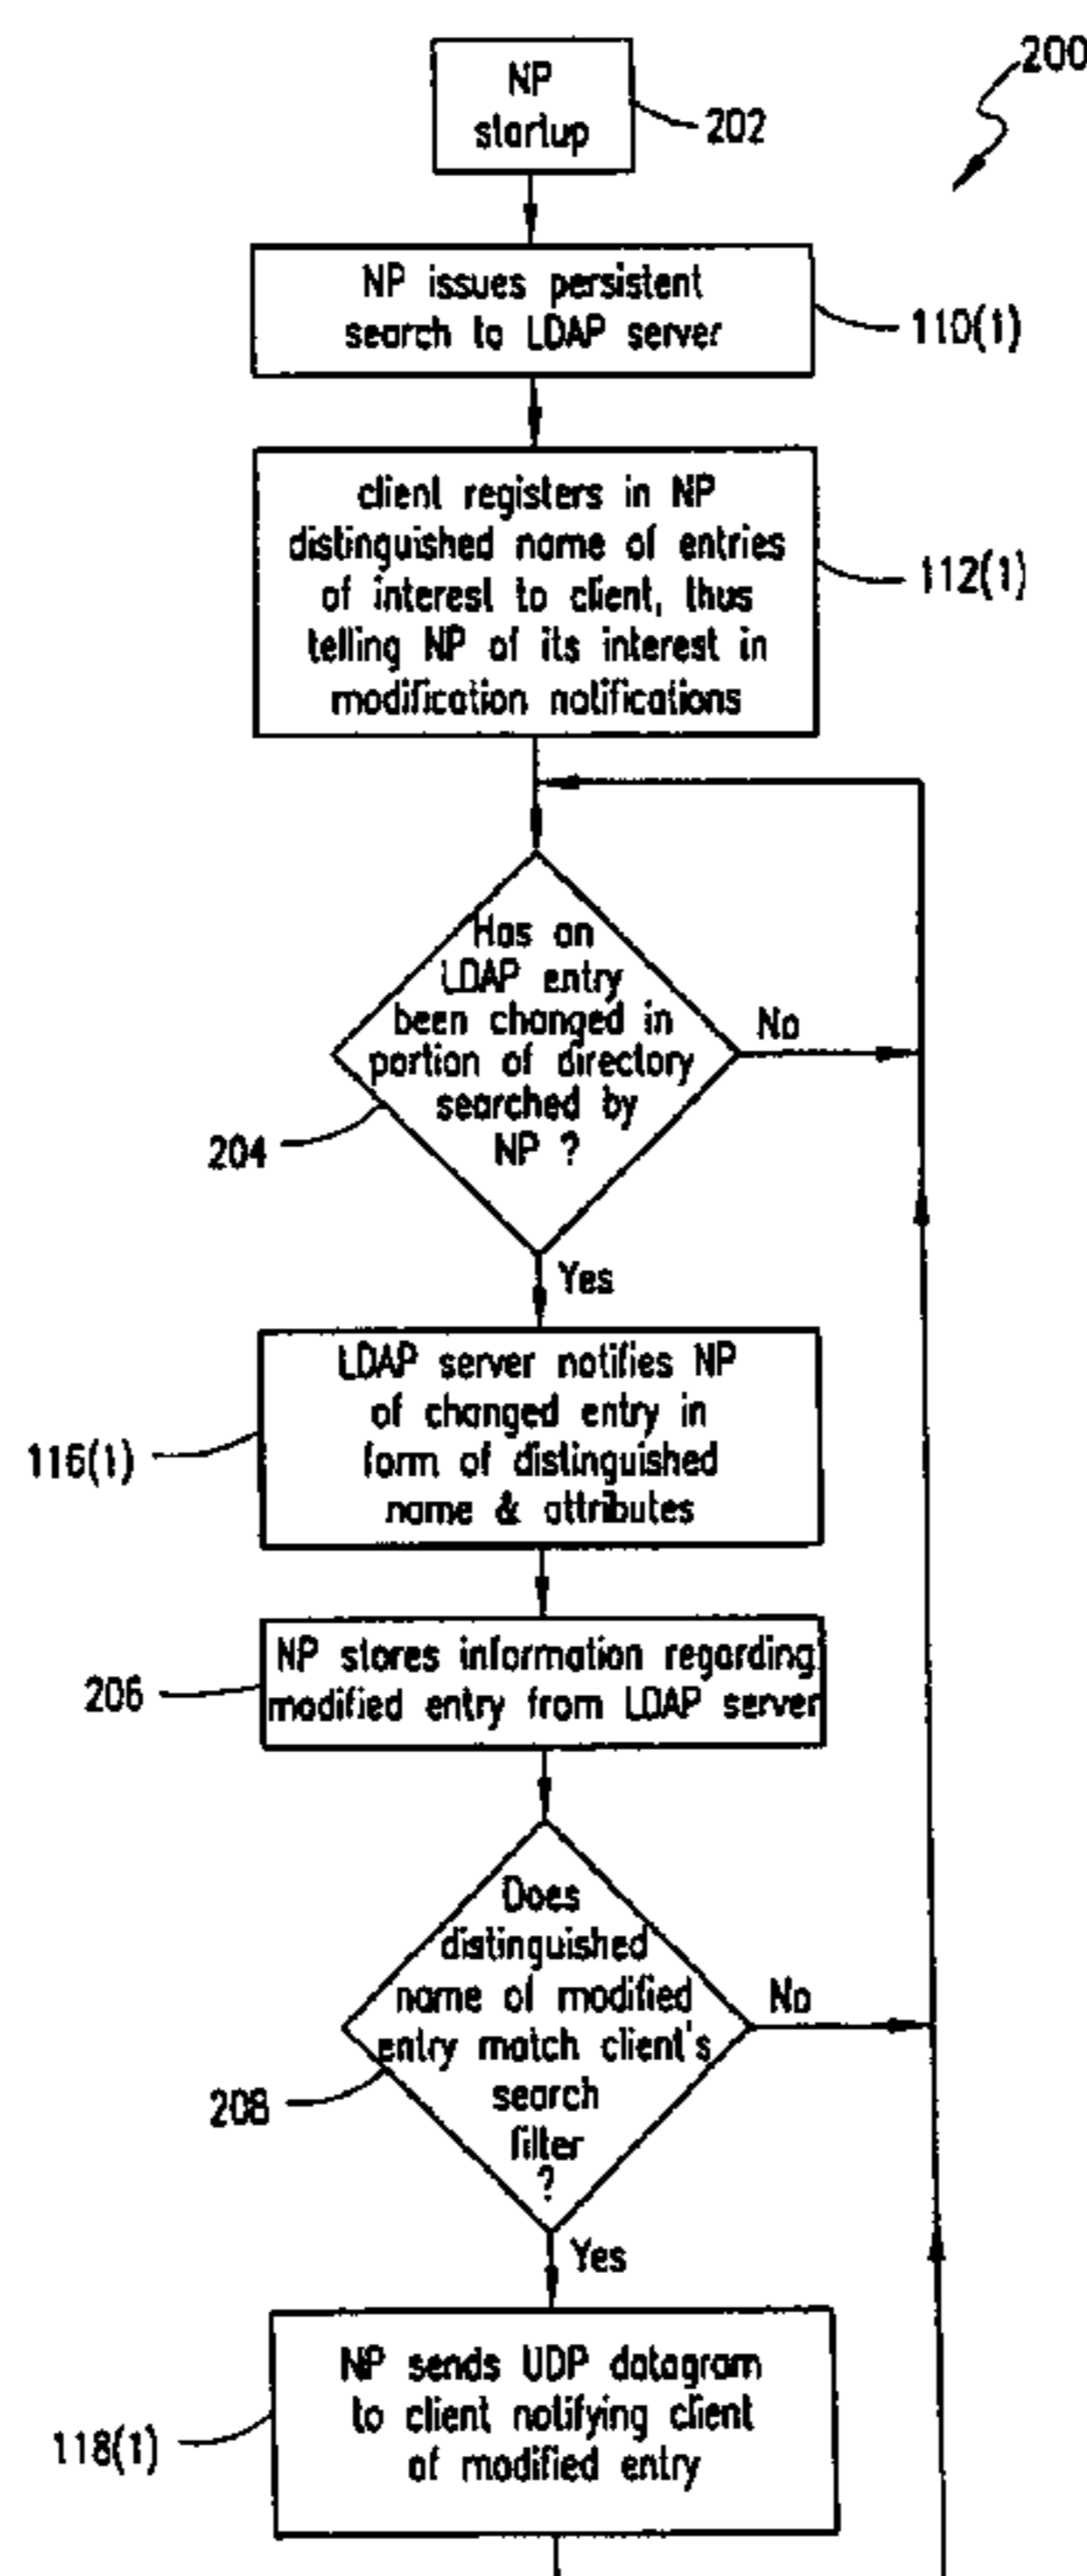 200
NP
startup
202
NP issues persistent
search to LDAP server
110(1)
client registers in NP
distinguished name of entries
of interest to client, thus
telling NP of its interest in
modification notifications
112(1)
Has an
LDAP entry
been changed in
portion of directory
searched by
NP ?
No
204
Yes
LDAP server notifies NP
of changed entry in
form of distinguished
name & attributes
116(1)
NP stores information regarding
modified entry from LDAP server
206
Does
distinguished
name of modified
entry match client's
search
filter
?
No
208
Yes
NP sends UDP datagram
to client notifying client
of modified entry
118(1)